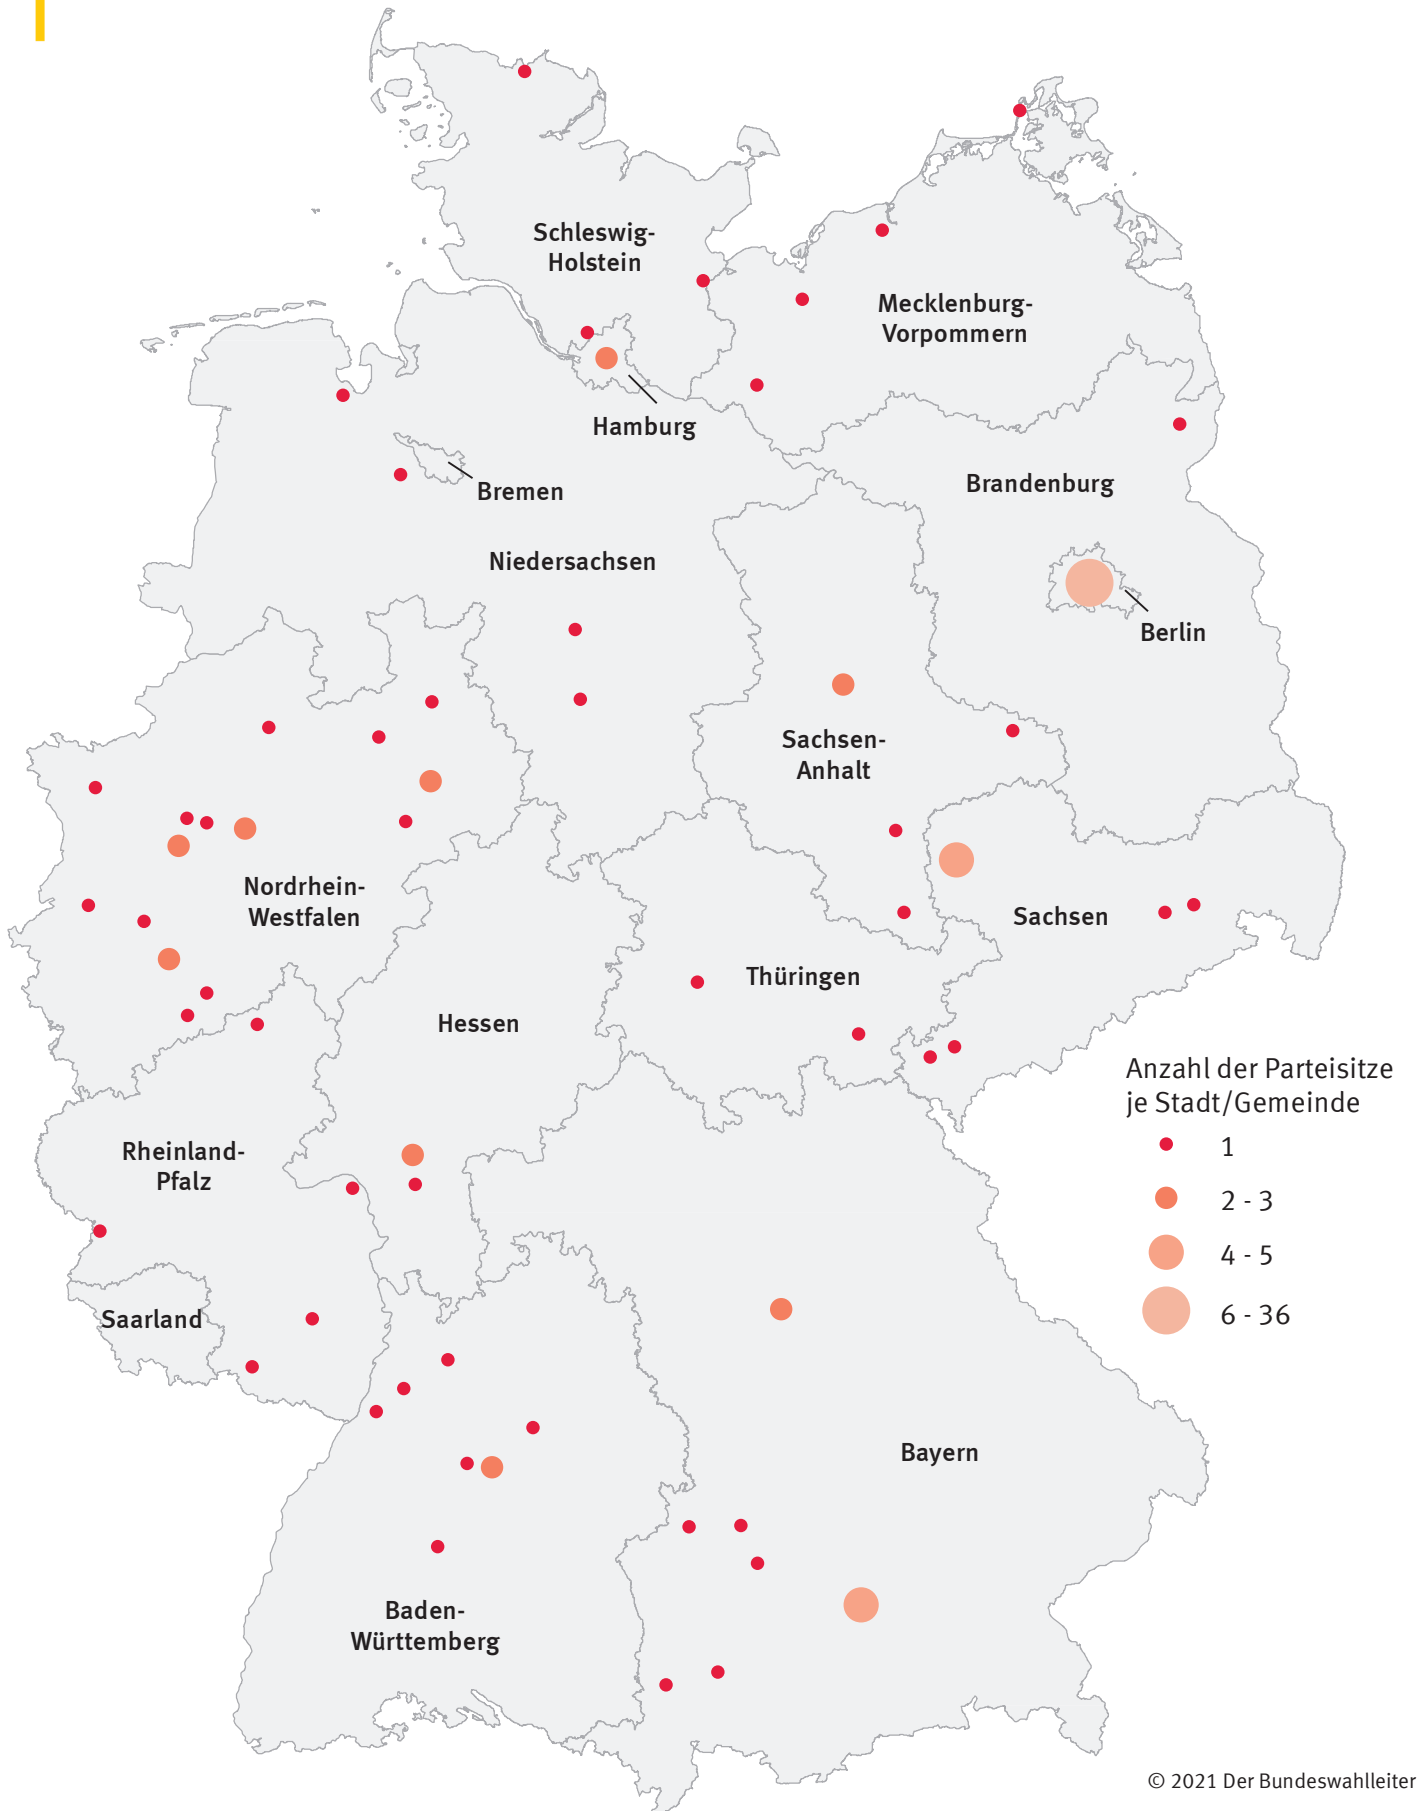 Schleswig-
Holstein
Mecklenburg-
Vorpommern
Hamburg
Bremen
Brandenburg
Niedersachsen
Berlin
Sachsen-
Anhalt
Nordrhein-
Westfalen
Sachsen
Thüringen
Hessen
Rheinland-
Pfalz
Saarland
Bayern
Baden-
Württemberg
Anzahl der Parteisitze
je Stadt/Gemeinde
1
2 - 3
4 - 5
6 - 36
© 2021 Der Bundeswahlleiter